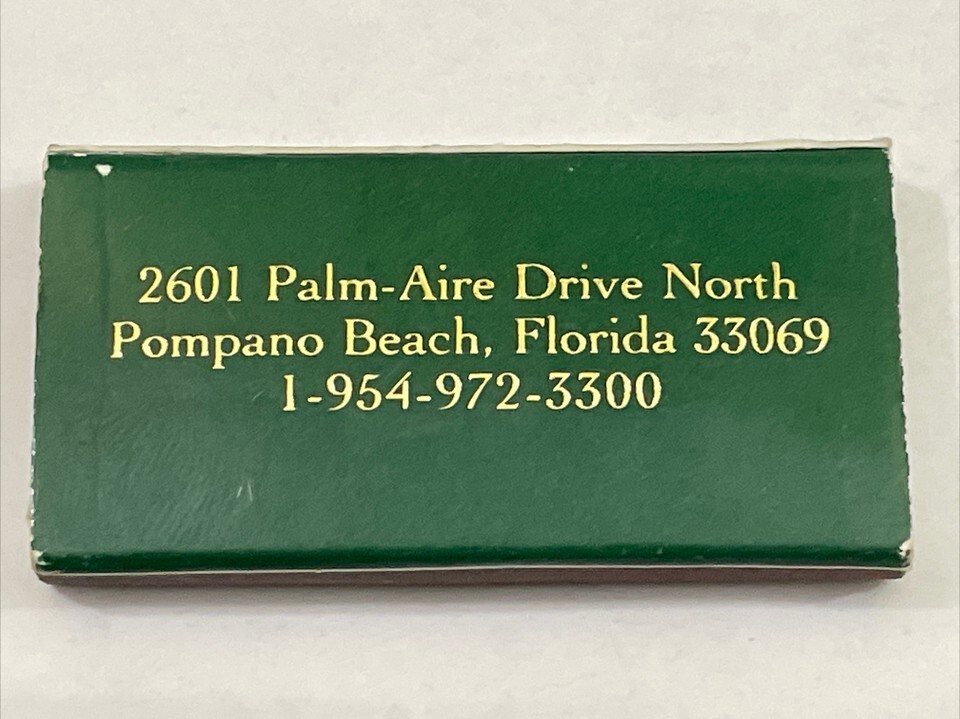 2601 Palm-Aire Drive North
Pompano Beach, Florida 33069
1-954-972-3300